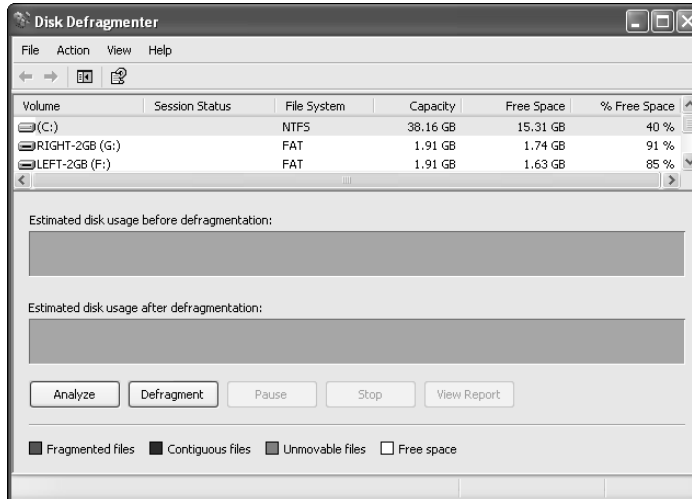 Disk Defragmenter
File Action View Help
Volume Session Status File System Capacity Free Space % Free Space
(C:) NTFS 38.16 GB 15.31 GB 40 %
RIGHT-2GB (G:) FAT 1.91 GB 1.74 GB 91 %
LEFT-2GB (F:) FAT 1.91 GB 1.63 GB 85 %
Estimated disk usage before defragmentation:
Estimated disk usage after defragmentation:
Analyze Defragment Pause Stop View Report
Fragmented files Contiguous files Unmovable files Free space